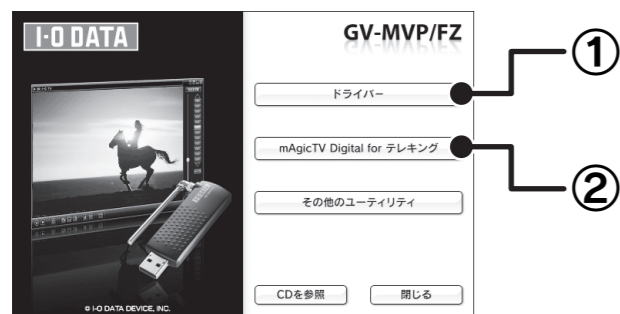 I-O DATA
GV-MVP/FZ
ドライバー
①
mAgicTV Digital for テレキング
②
その他のユーティリティ
CDを参照
閉じる
© I-O DATA DEVICE, INC.